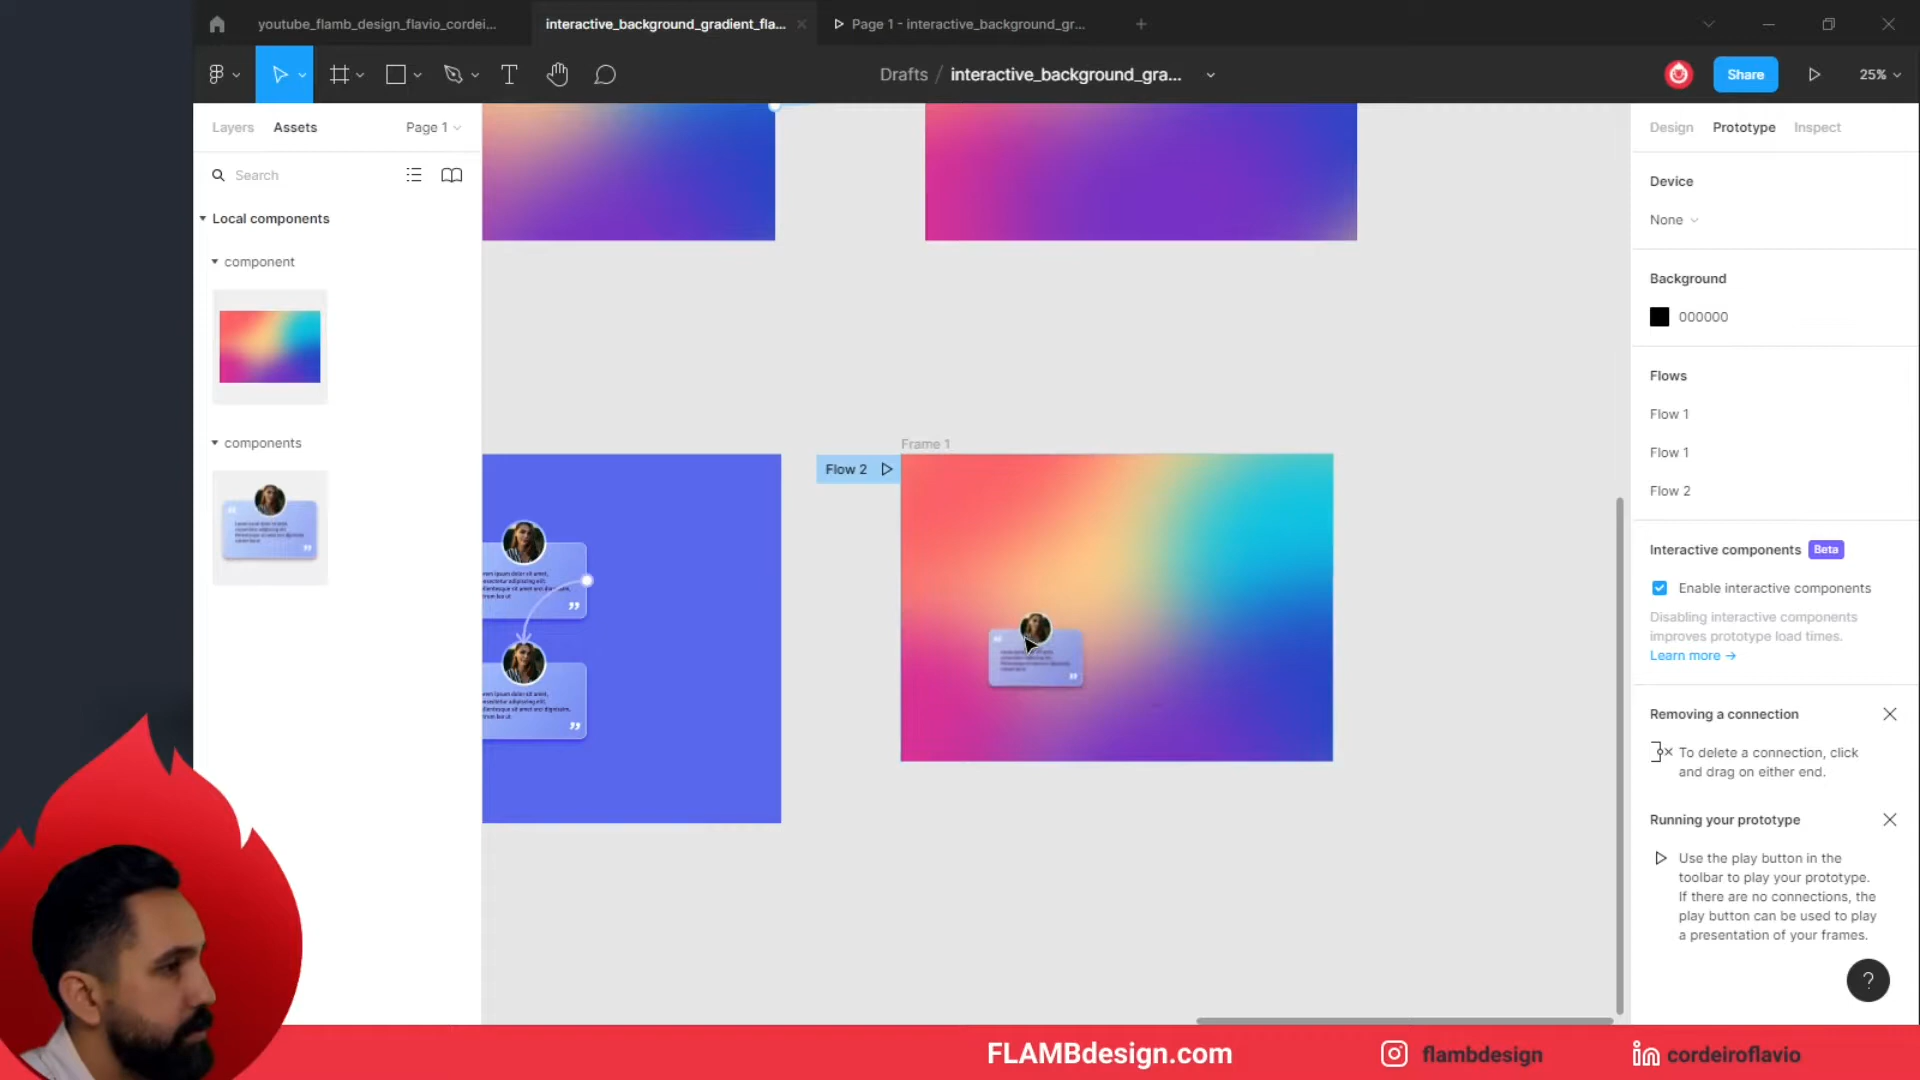 youtube_flamb_design_flavio_cordei...
interactive_background_gradient_fla...
Page 1 - interactive_background_gr...
Drafts / interactive_background_gra...
Share
25%
Layers
Assets
Page 1
Search
Local components
component
components
Flow 2
Frame 1
Design
Prototype
Inspect
Device
None
Background
000000
Flows
Flow 1
Flow 1
Flow 2
Interactive components Beta
Enable interactive components
Disabling interactive components
improves prototype load times.
Learn more →
Removing a connection
To delete a connection, click
and drag on either end.
Running your prototype
Use the play button in the
toolbar to play your prototype.
If there are no connections, the
play button can be used to play
a presentation of your frames.
?
FLAMBdesign.com
flambdesign
cordeiroflavio